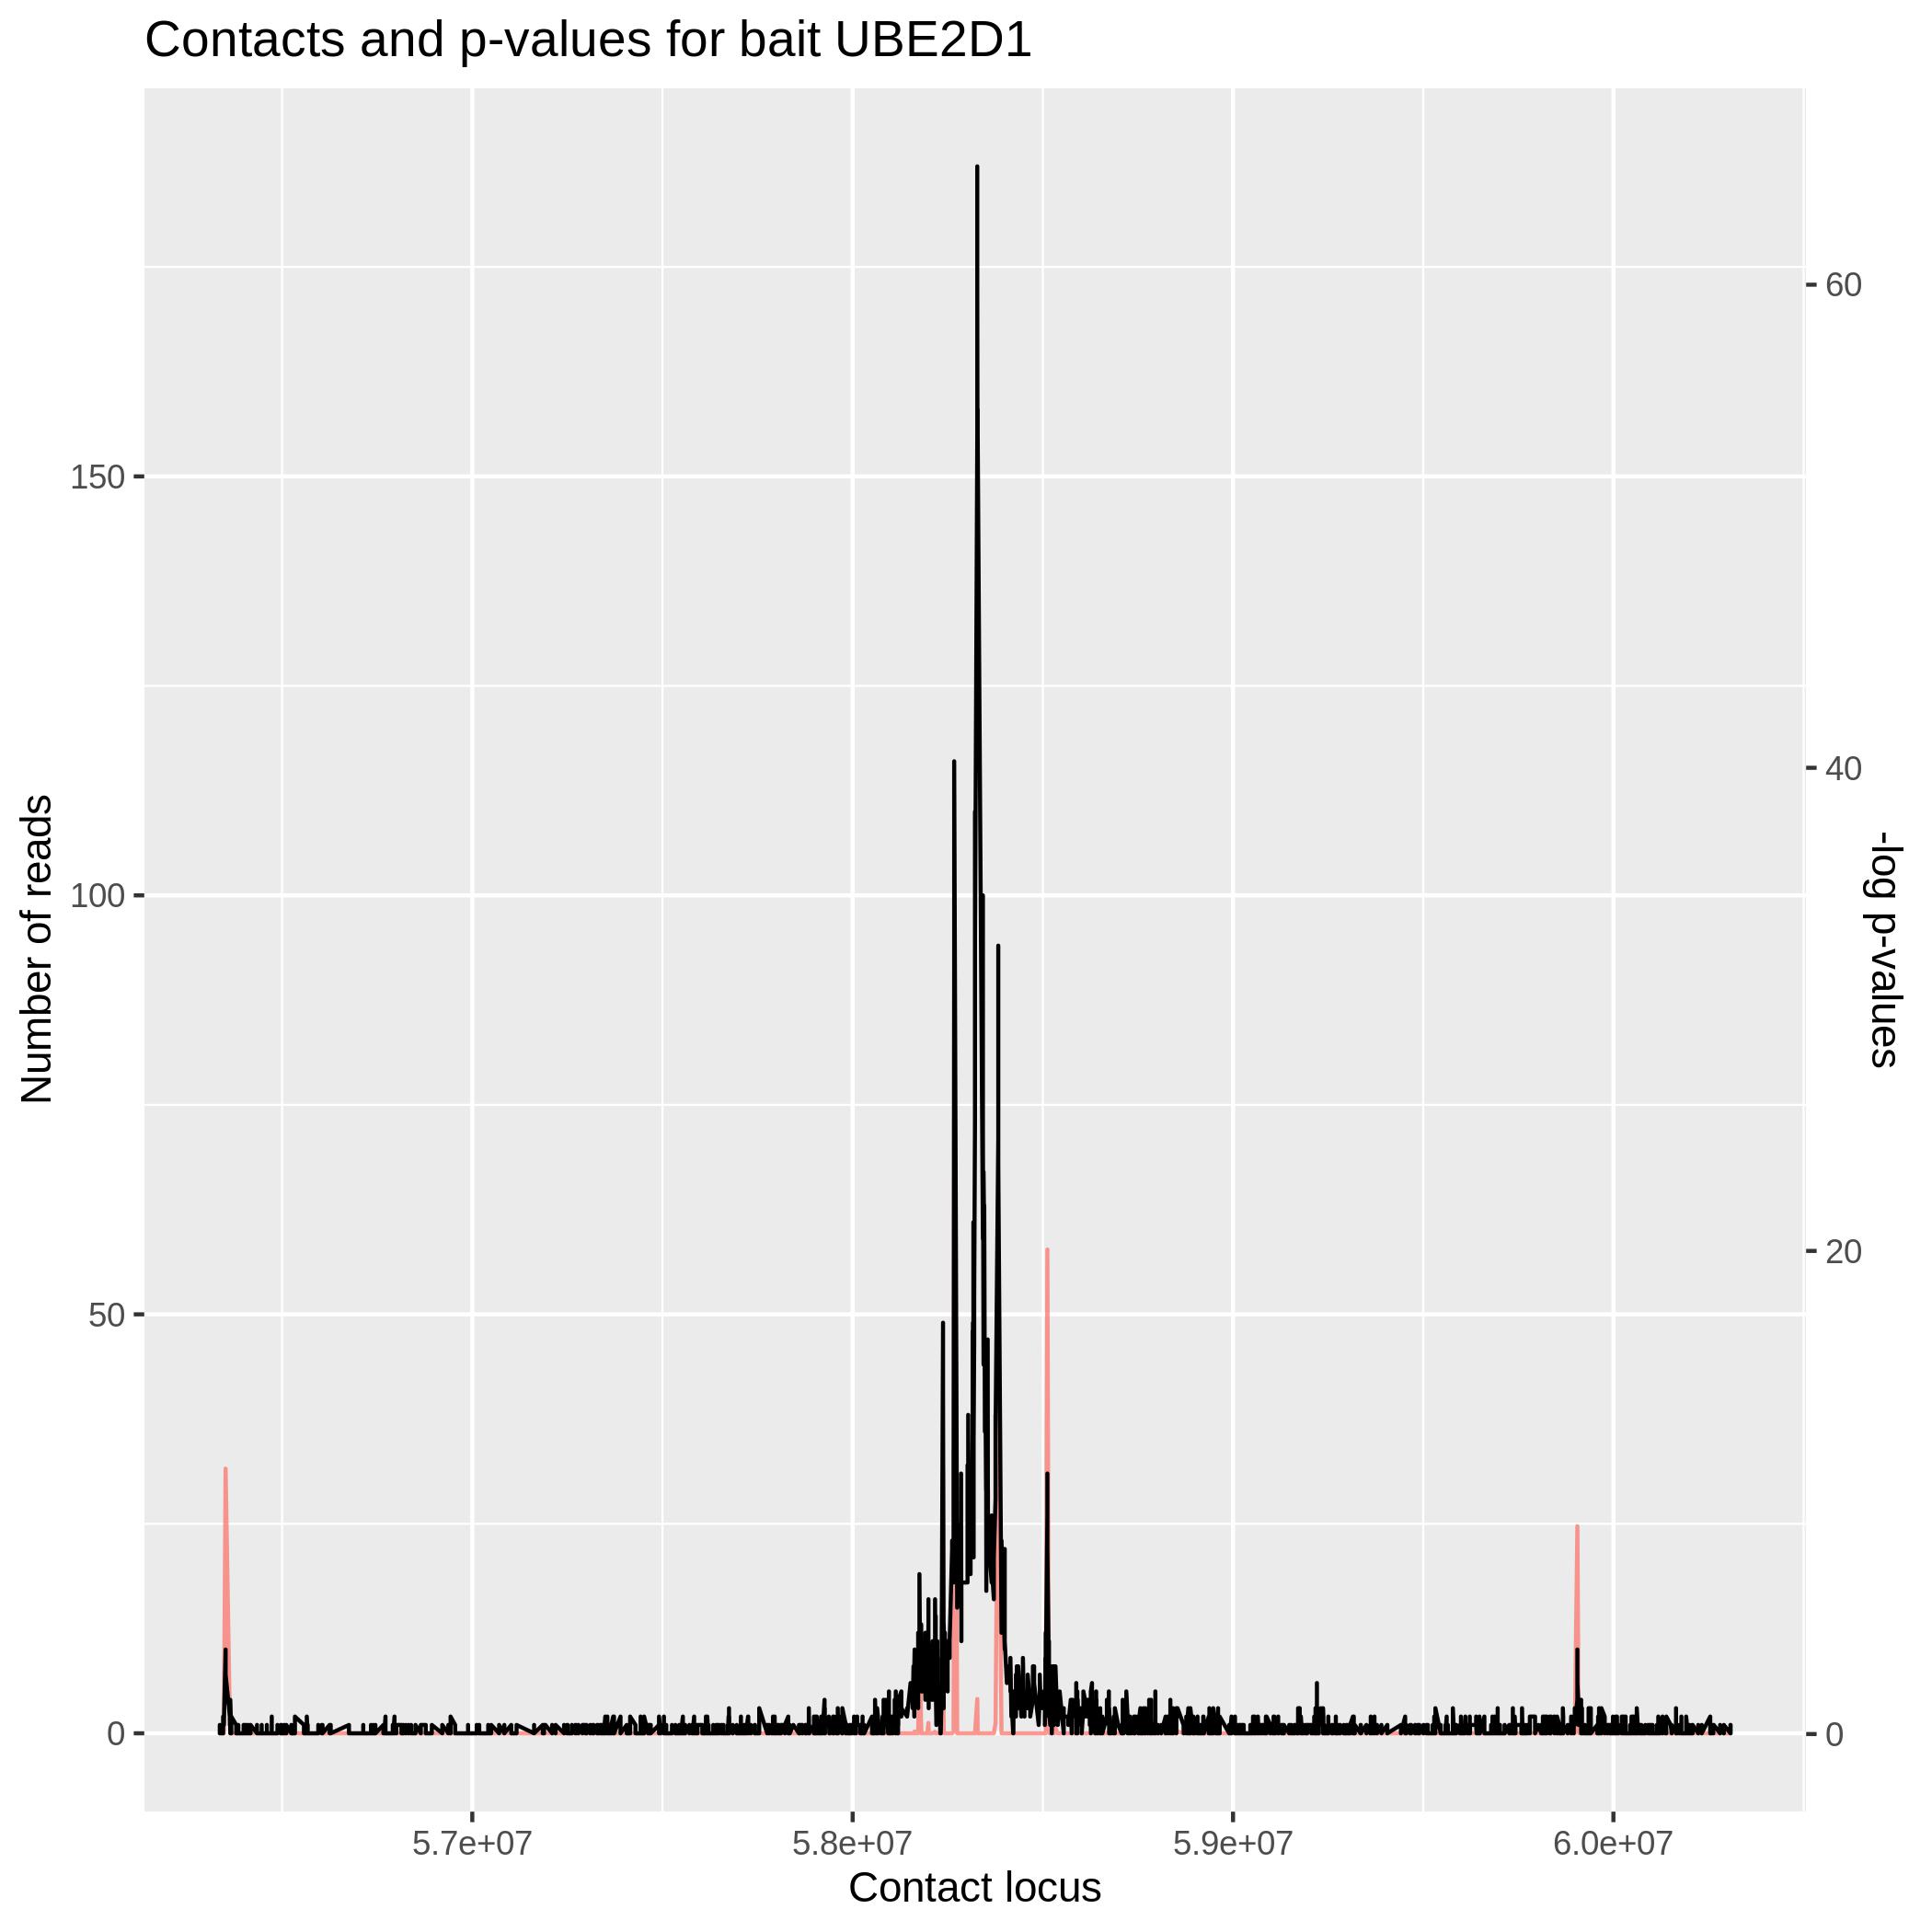 Contacts and p-values for bait UBE2D1
Number of reads
150
100
50
0
60
40
20
0
-log p-values
5.7e+07
5.8e+07
5.9e+07
6.0e+07
Contact locus